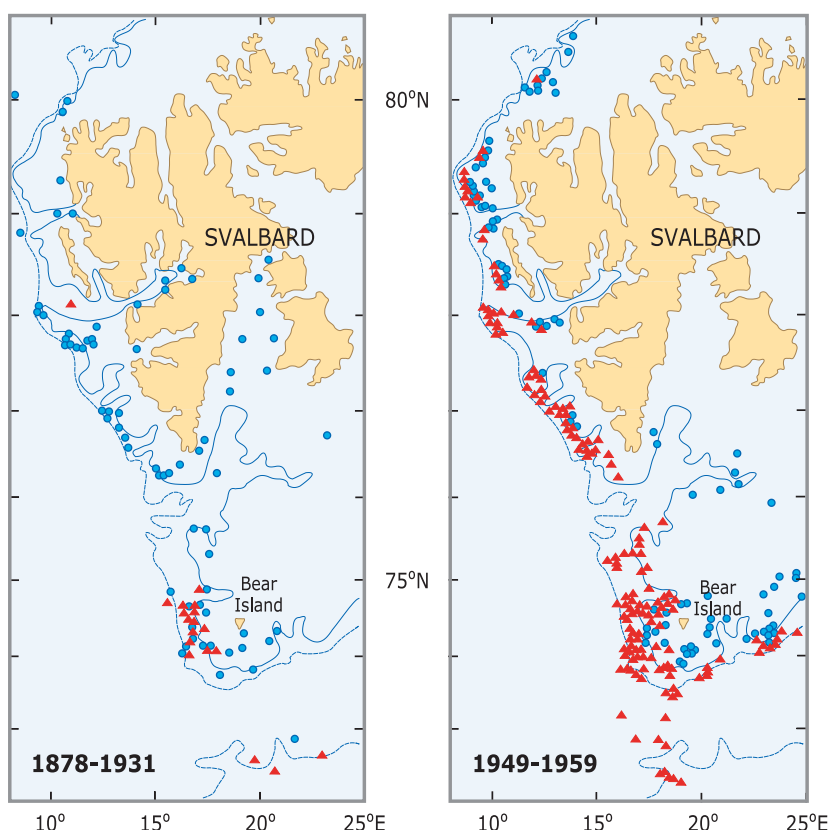 80°N
SVALBARD
SVALBARD
75°N
Bear
Island
Bear
Island
1878-1931
1949-1959
10° 15° 20° 25°E
10° 15° 20° 25°E